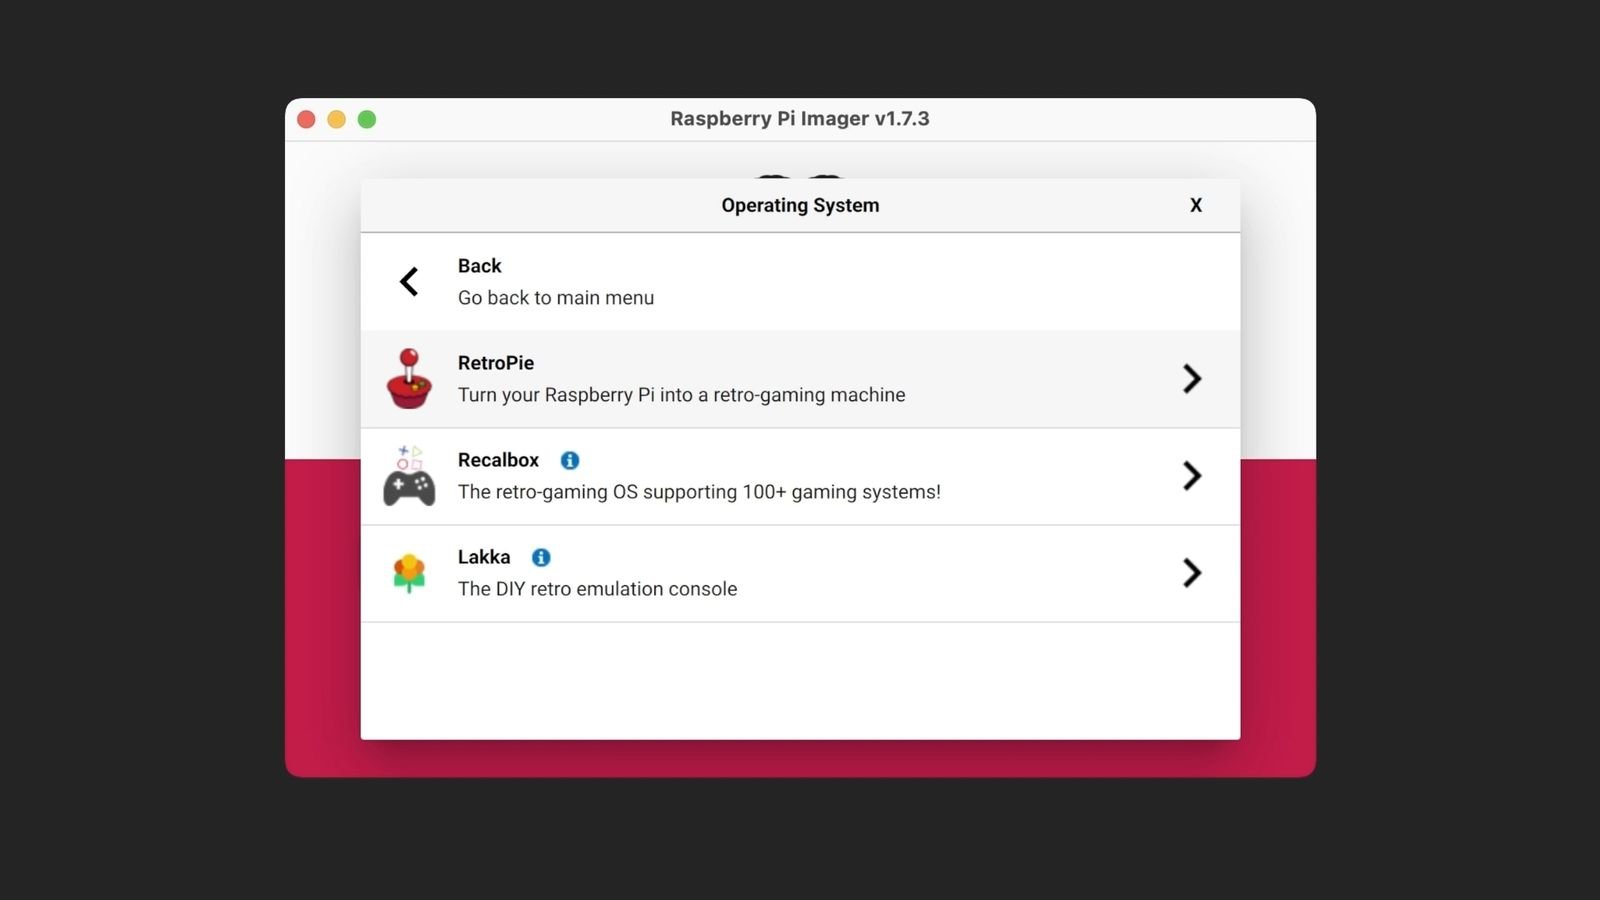 Raspberry Pi Imager v1.7.3
Operating System X
Back
Go back to main menu
RetroPie
Turn your Raspberry Pi into a retro-gaming machine
Recalbox
The retro-gaming OS supporting 100+ gaming systems!
Lakka
The DIY retro emulation console